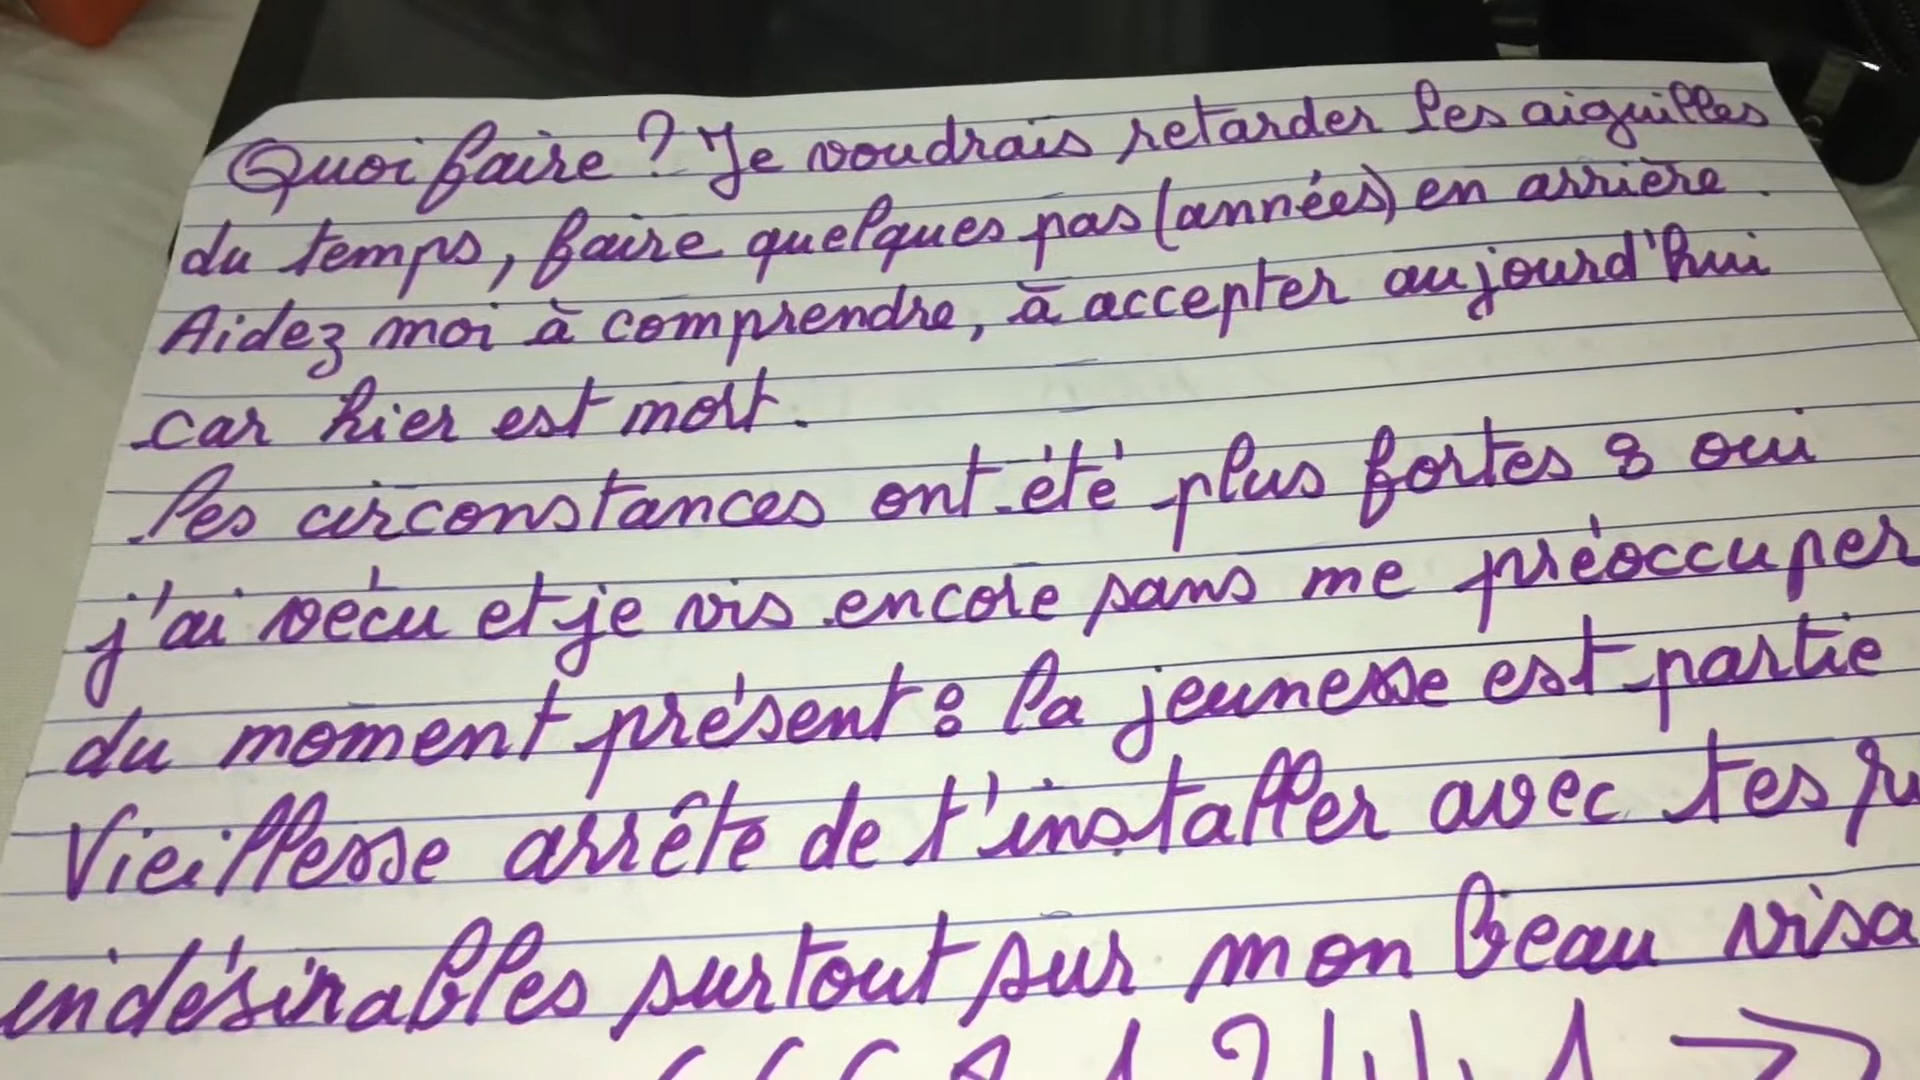 Quoi faire ? Je voudrais retarder les aiguilles
du temps, faire quelques pas (années) en arrière.
Aidez moi à comprendre, à accepter aujourd'hui
car hier est mort.
les circonstances ont été plus fortes : oui
j'ai vécu et je vis encore sans me préoccuper
du moment présent : la jeunesse est partie
Vieillesse arrête de t'installer avec tes
indésirables surtout sur mon beau visa